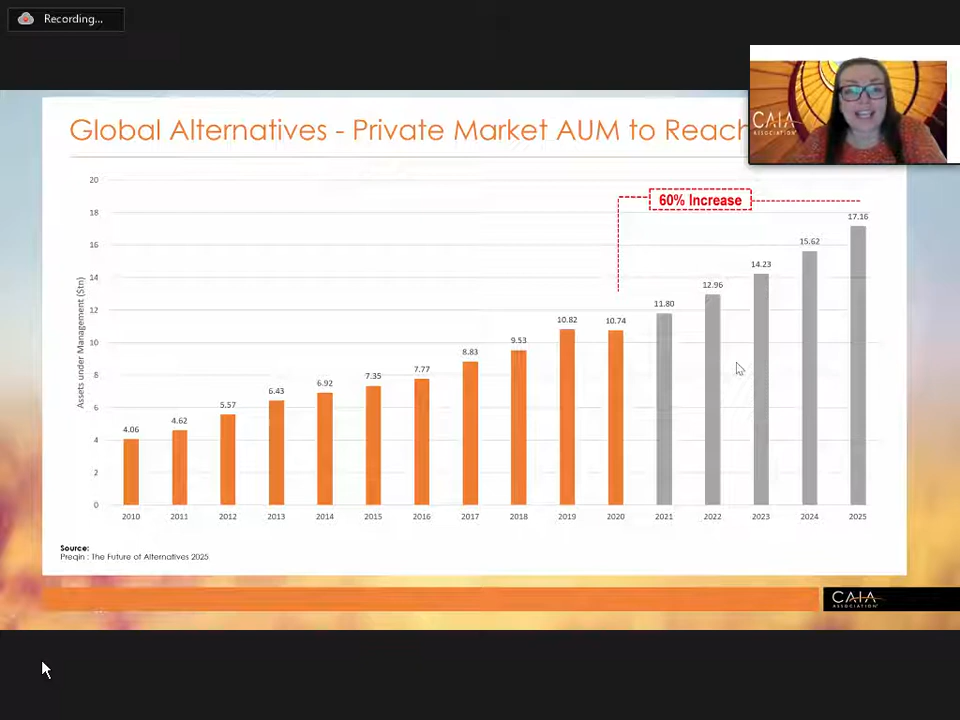 Recording...
Global Alternatives - Private Market AUM to Reach
CAIA
ASSOCIATION
60% Increase
Assets under Management ($tn)
20
18
16
14
12
10
8
6
4
2
0
4.06
4.62
5.57
6.43
6.92
7.35
7.77
8.83
9.53
10.82
10.74
11.80
12.96
14.23
15.62
17.16
2010 2011 2012 2013 2014 2015 2016 2017 2018 2019 2020 2021 2022 2023 2024 2025
Source:
Preqin : The Future of Alternatives 2025
CAIA
ASSOCIATION